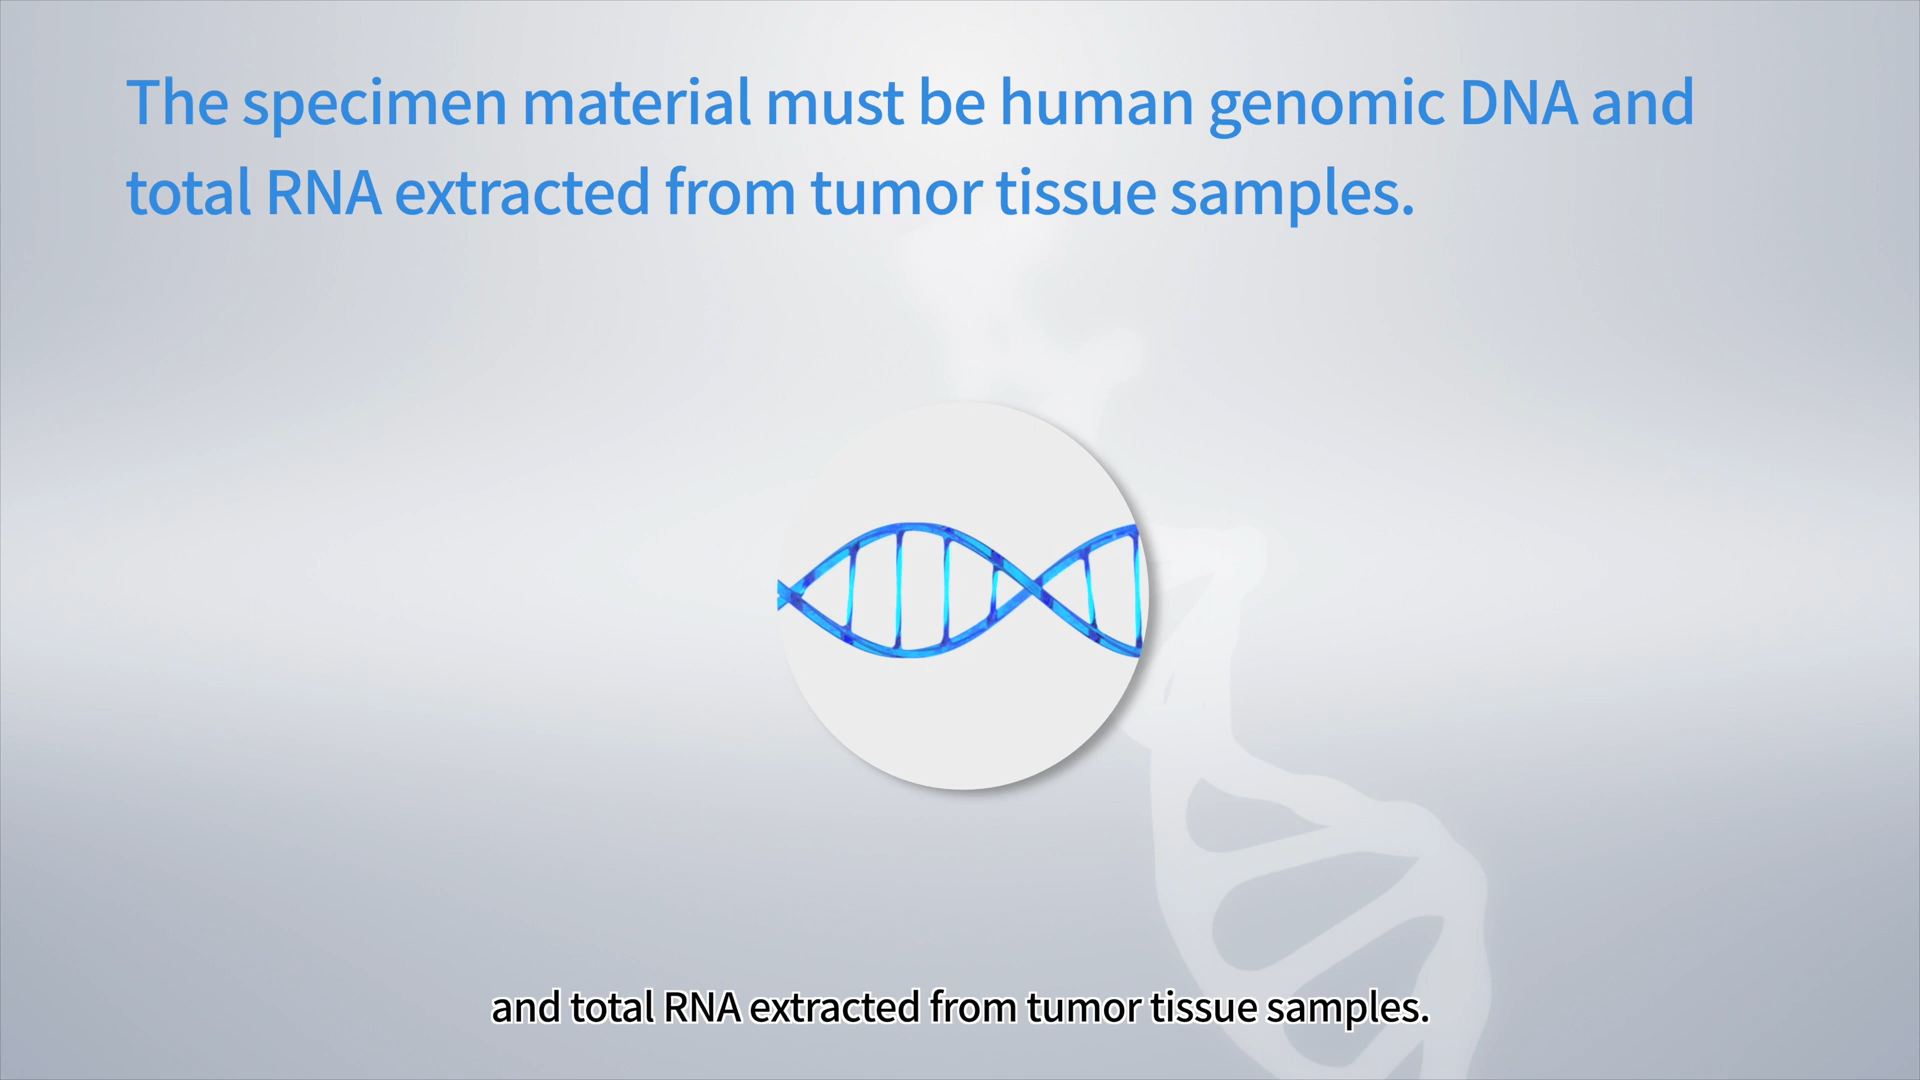 The specimen material must be human genomic DNA and
total RNA extracted from tumor tissue samples.
and total RNA extracted from tumor tissue samples.